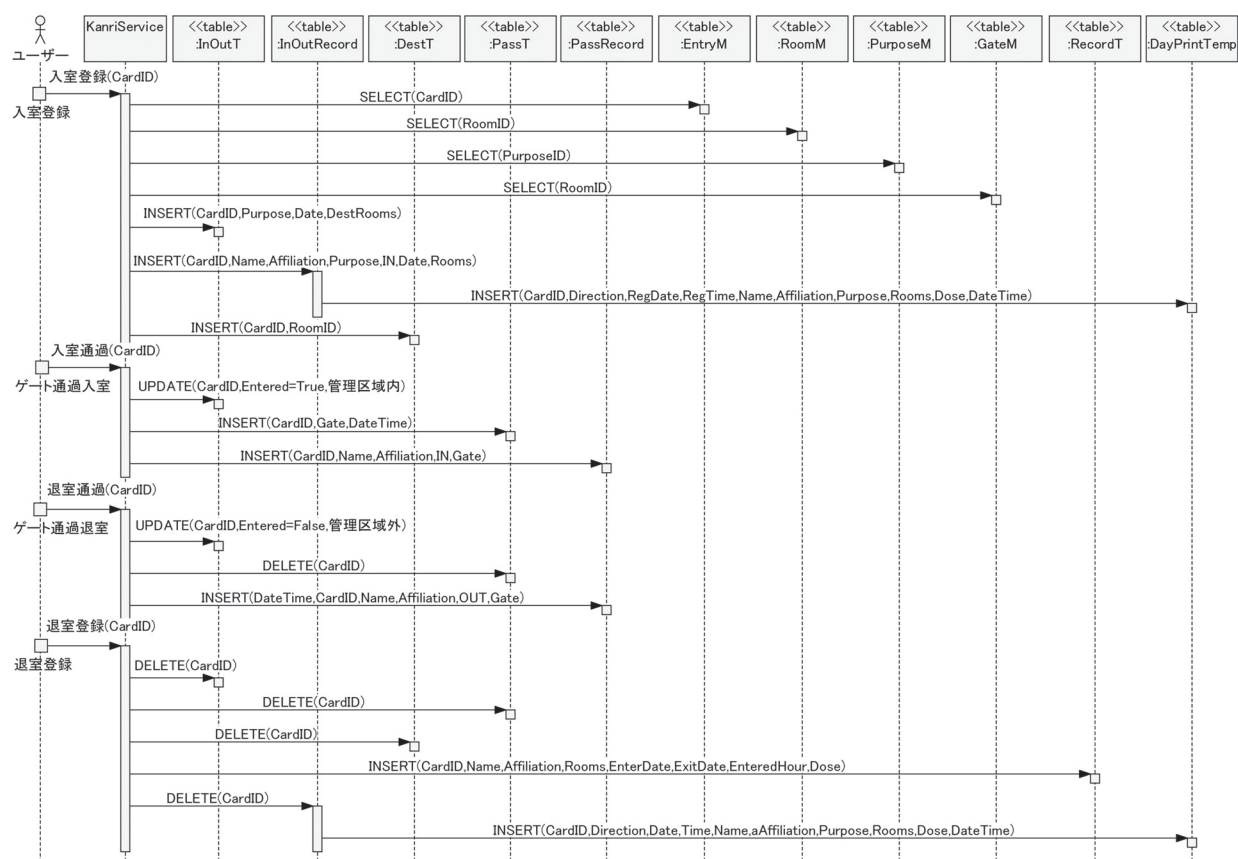 KanriService
<<table>>
:InOutT
<<table>>
:InOutRecord
<<table>>
:DestT
<<table>>
:PassT
<<table>>
:PassRecord
<<table>>
:EntryM
<<table>>
:RoomM
<<table>>
:PurposeM
<<table>>
:GateM
<<table>>
:RecordT
<<table>>
:DayPrintTemp
ユーザー
入室登録(CardID)
入室登録
SELECT(CardID)
SELECT(RoomID)
SELECT(PurposeID)
SELECT(RoomID)
INSERT(CardID,Purpose,Date,DestRooms)
INSERT(CardID,Name,Affiliation,Purpose,IN,Date,Rooms)
INSERT(CardID,Direction,RegDate,RegTime,Name,Affiliation,Purpose,Rooms,Dose,DateTime)
INSERT(CardID,RoomID)
入室通過(CardID)
ゲート通過入室
UPDATE(CardID,Entered=True,管理区域内)
INSERT(CardID,Gate,DateTime)
INSERT(CardID,Name,Affiliation,IN,Gate)
退室通過(CardID)
ゲート通過退室
UPDATE(CardID,Entered=False,管理区域外)
DELETE(CardID)
INSERT(DateTime,CardID,Name,Affiliation,OUT,Gate)
退室登録(CardID)
退室登録
DELETE(CardID)
DELETE(CardID)
DELETE(CardID)
INSERT(CardID,Name,Affiliation,Rooms,EnterDate,ExitDate,EnteredHour,Dose)
DELETE(CardID)
INSERT(CardID,Direction,Date,Time,Name,aAffiliation,Purpose,Rooms,Dose,DateTime)